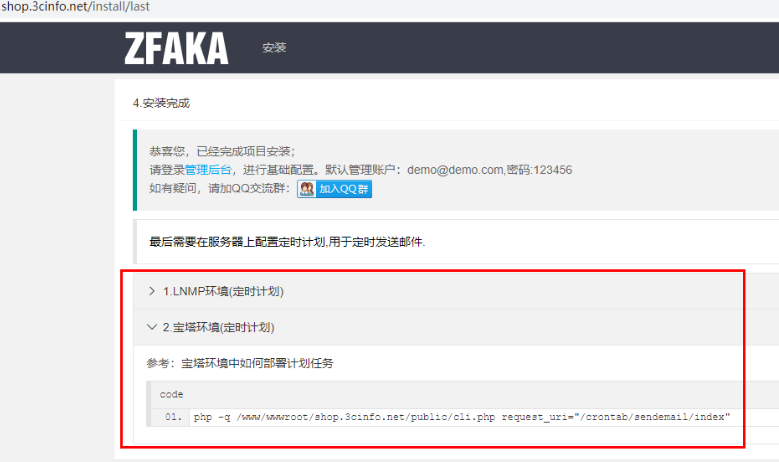 shop.3cinfo.net/install/last
ZFAKA 安装
4.安装完成
恭喜您，已经完成项目安装；
请登录管理后台，进行基础配置。默认管理账户：demo@demo.com,密码:123456
如有疑问，请加QQ交流群： 加入QQ群
最后需要在服务器上配置定时计划,用于定时发送邮件.
1.LNMP环境(定时计划)
2.宝塔环境(定时计划)
参考：宝塔环境中如何部署计划任务
code
01. php -q /www/wwwroot/shop.3cinfo.net/public/cli.php request_uri="/crontab/sendemail/index"